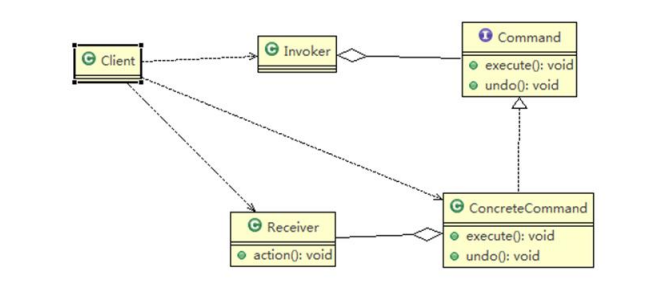 Client
Invoker
Command
execute(): void
undo(): void
Receiver
action(): void
ConcreteCommand
execute(): void
undo(): void